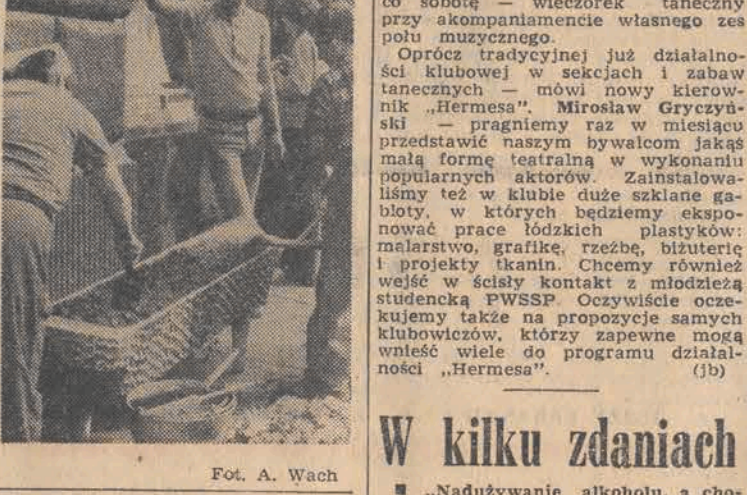 Fot. A. Wach
co sobotę — wieczorek taneczny
przy akompaniamencie własnego zes
połu muzycznego.
Oprócz tradycyjnej już działalno-
ści klubowej w sekcjach i zabaw
tanecznych — mówi nowy kierow-
nik „Hermesa". Mirosław Gryczyń-
ski — pragniemy raz w miesiącu
przedstawić naszym bywalcom jakąś
małą formę teatralną w wykonaniu
popularnych aktorów. Zainstalowa-
liśmy też w klubie duże szklane ga-
bloty, w których będziemy ekspo-
nować prace łódzkich plastyków:
malarstwo, grafikę, rzeźbę, biżuterię
i projekty tkanin. Chcemy również
wejść w ścisły kontakt z młodzieżą
studencką PWSSP. Oczywiście ocze-
kujemy także na propozycje samych
klubowiczów, którzy zapewne mogą
wnieść wiele do programu działal-
ności „Hermesa". (jb)
W kilku zdaniach
„Nadużywanie alkoholu a cho-